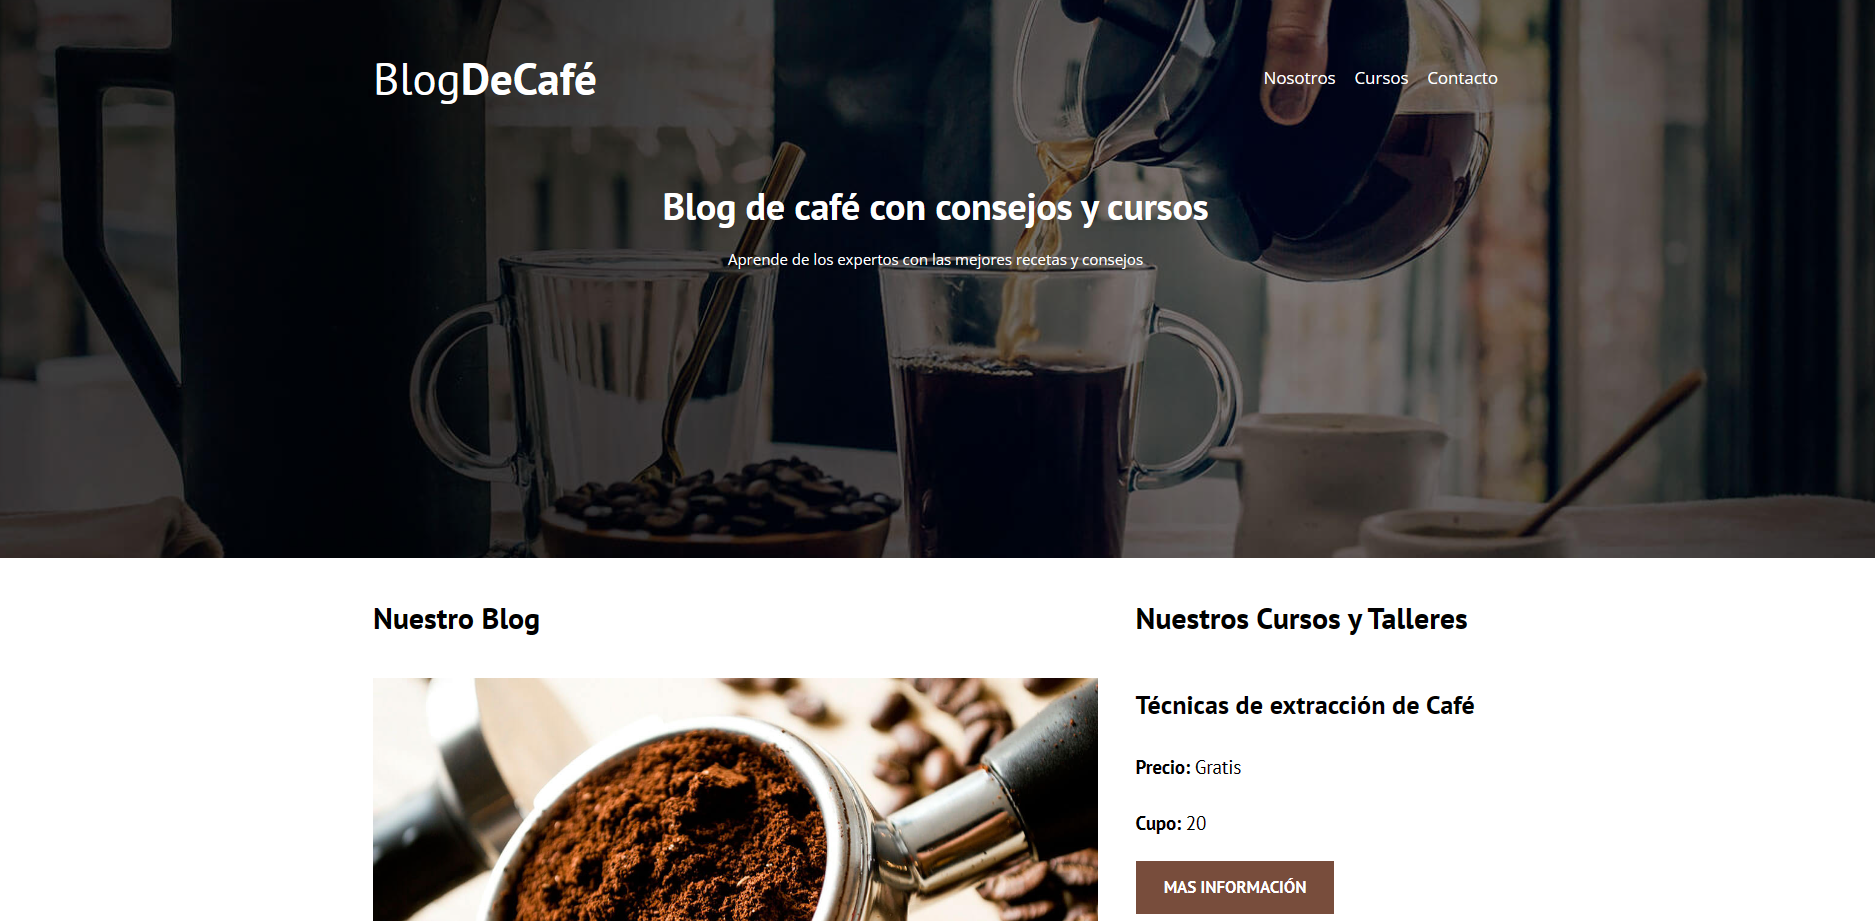 BlogDeCafé
Nosotros Cursos Contacto
Blog de café con consejos y cursos
Aprende de los expertos con las mejores recetas y consejos
Nuestro Blog
Nuestros Cursos y Talleres
Técnicas de extracción de Café
Precio: Gratis
Cupo: 20
MAS INFORMACIÓN